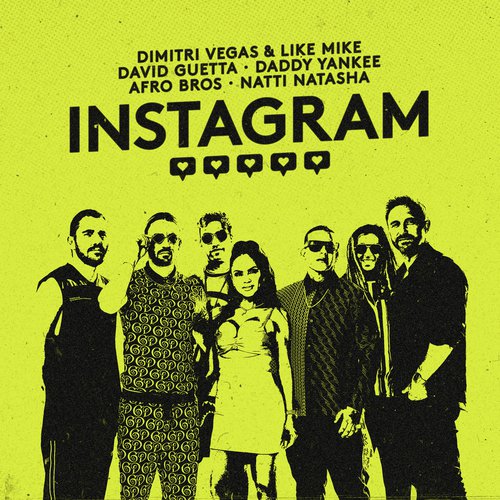 DIMITRI VEGAS & LIKE MIKE
DAVID GUETTA · DADDY YANKEE
AFRO BROS · NATTI NATASHA
INSTAGRAM